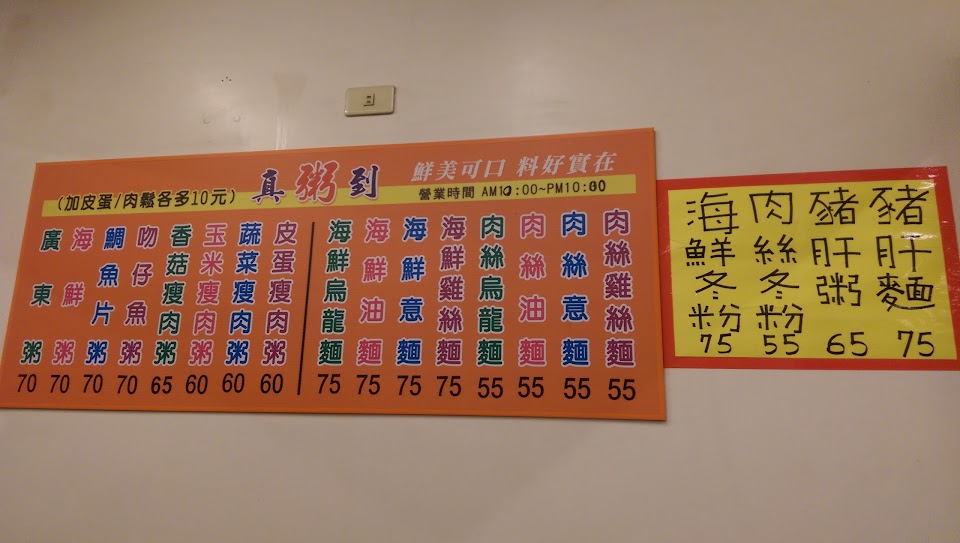 (加皮蛋/肉鬆各多10元)
真粥到
鮮美可口 料好實在
營業時間 AM10:00~PM10:00
皮蛋瘦肉粥 60
蔬菜瘦肉粥 60
玉米瘦肉粥 60
香菇瘦肉粥 65
吻仔魚粥 70
鯛魚片粥 70
海鮮粥 70
廣東粥 70
肉絲雞絲麵 55
肉絲意麵 55
肉絲油麵 55
肉絲烏龍麵 55
海鮮雞絲麵 75
海鮮意麵 75
海鮮油麵 75
海鮮烏龍麵 75
豬肝麵 75
豬肝粥 65
肉絲冬粉 55
海鮮冬粉 75